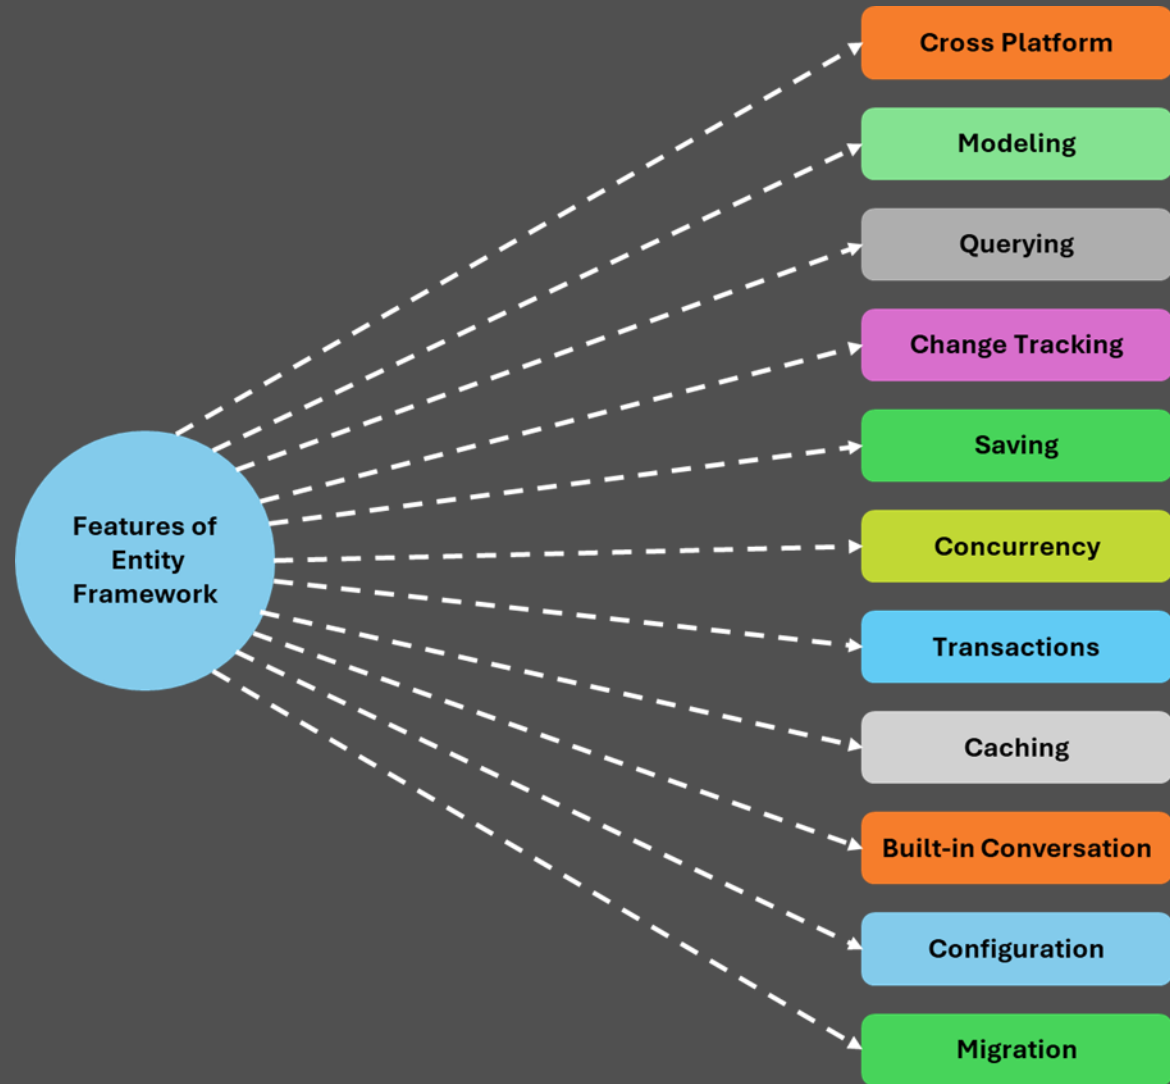 Cross Platform
Modeling
Querying
Change Tracking
Saving
Features of
Entity
Framework
Concurrency
Transactions
Caching
Built-in Conversation
Configuration
Migration